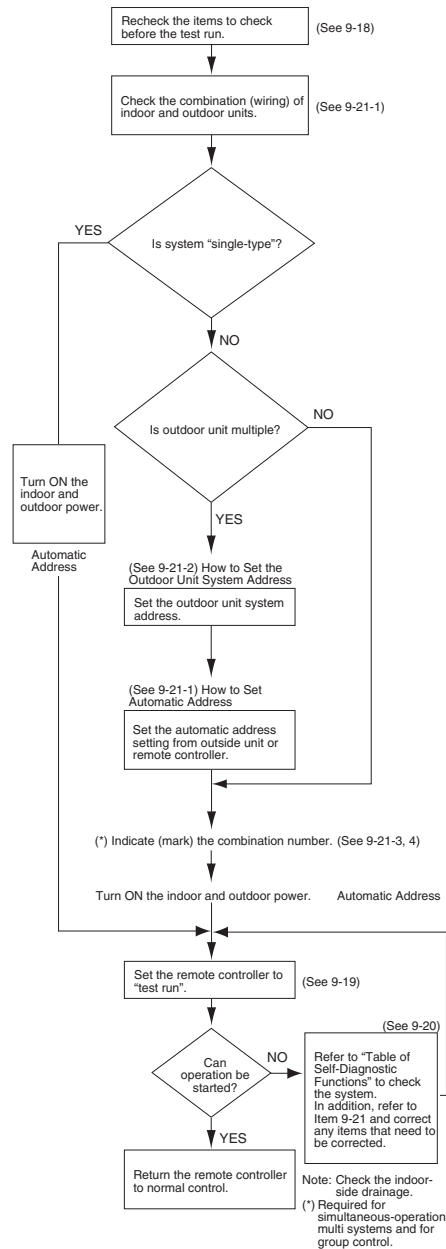 Recheck the items to check
before the test run.
(See 9-18)
Check the combination (wiring) of
indoor and outdoor units.
(See 9-21-1)
YES
Is system “single-type”?
NO
NO
Is outdoor unit multiple?
Turn ON the
indoor and
outdoor power.
YES
Automatic
Address
(See 9-21-2) How to Set the
Outdoor Unit System Address
Set the outdoor unit system
address.
(See 9-21-1) How to Set
Automatic Address
Set the automatic address
setting from outside unit or
remote controller.
(*) Indicate (mark) the combination number. (See 9-21-3, 4)
Turn ON the indoor and outdoor power. Automatic Address
Set the remote controller to
“test run”.
(See 9-19)
(See 9-20)
Can
operation be
started?
NO
Refer to “Table of
Self-Diagnostic
Functions” to check
the system.
In addition, refer to
Item 9-21 and correct
any items that need to
be corrected.
YES
Return the remote controller
to normal control.
Note: Check the indoor-
side drainage.
(*) Required for
simultaneous-operation
multi systems and for
group control.